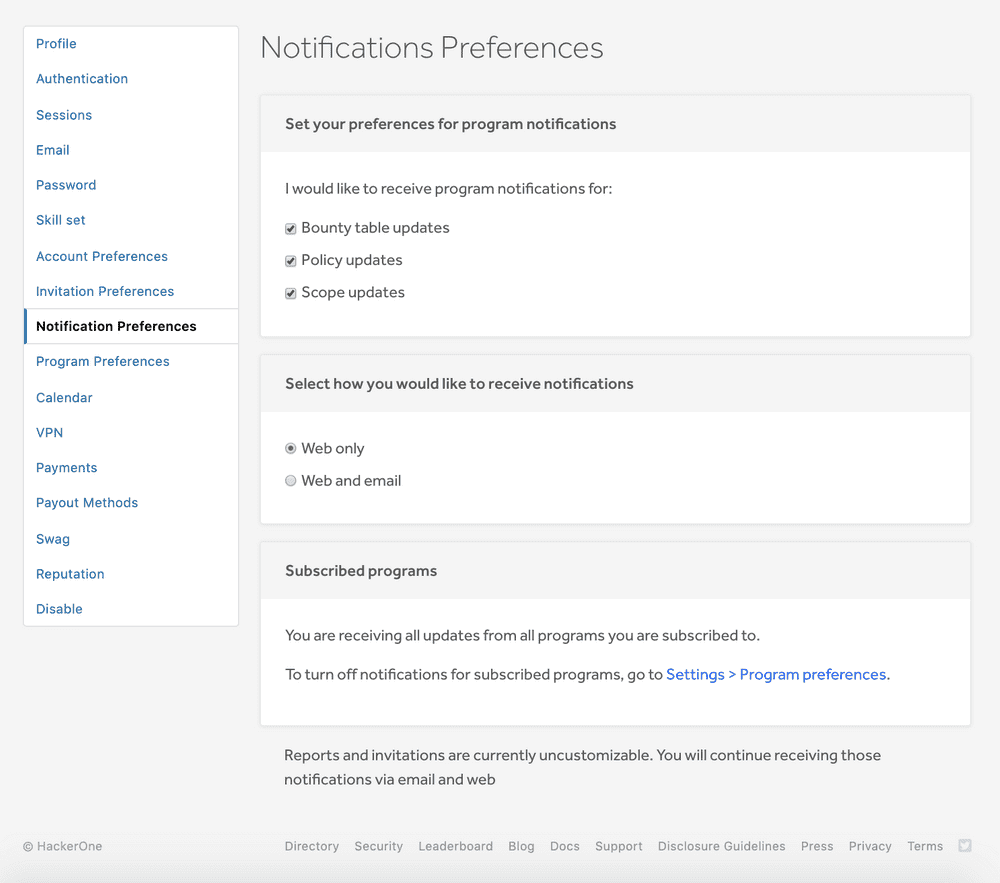 Profile
Authentication
Sessions
Email
Password
Skill set
Account Preferences
Invitation Preferences
Notification Preferences
Program Preferences
Calendar
VPN
Payments
Payout Methods
Swag
Reputation
Disable
Notifications Preferences
Set your preferences for program notifications
I would like to receive program notifications for:
Bounty table updates
Policy updates
Scope updates
Select how you would like to receive notifications
Web only
Web and email
Subscribed programs
You are receiving all updates from all programs you are subscribed to.
To turn off notifications for subscribed programs, go to Settings > Program preferences.
Reports and invitations are currently uncustomizable. You will continue receiving those
notifications via email and web
© HackerOne
Directory Security Leaderboard Blog Docs Support Disclosure Guidelines Press Privacy Terms